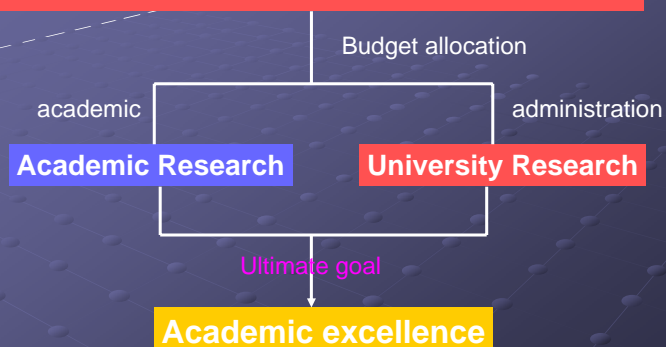 Budget allocation
academic
administration
Academic Research
University Research
Ultimate goal
Academic excellence